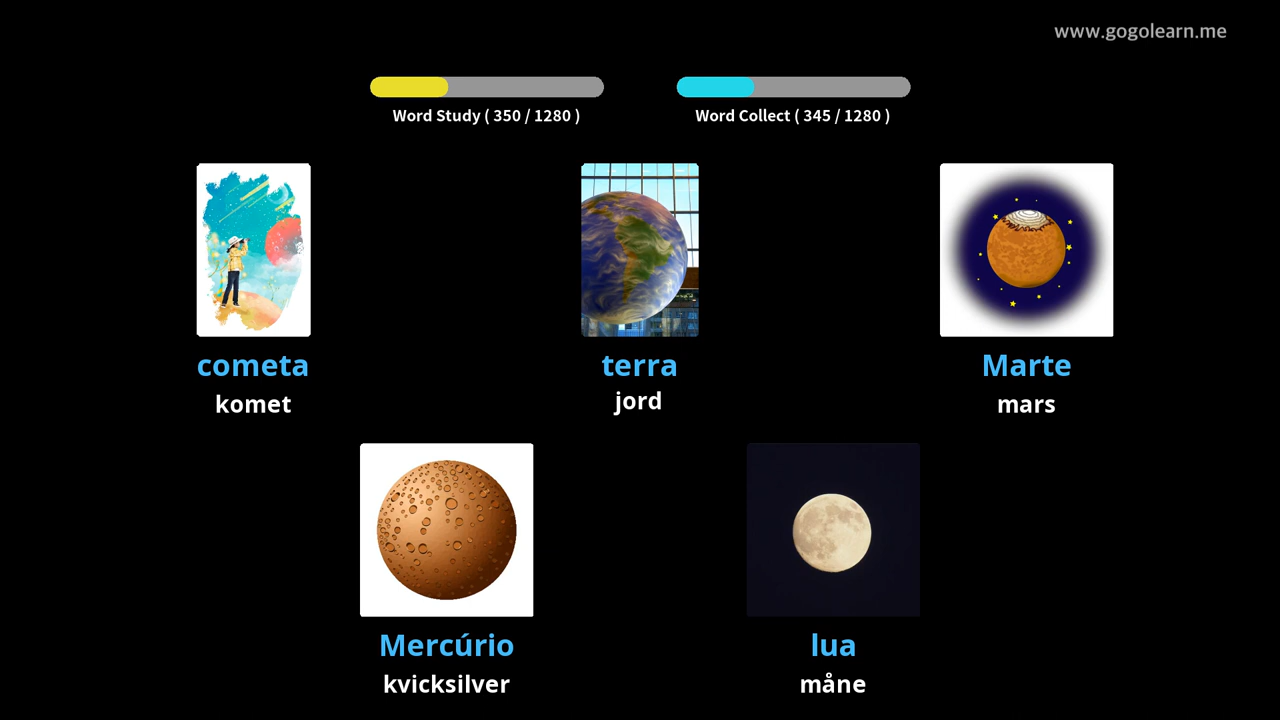 www.gogolearn.me
Word Study ( 350 / 1280 )
Word Collect ( 345 / 1280 )
cometa
komet
terra
jord
Marte
mars
Mercúrio
kvicksilver
lua
måne